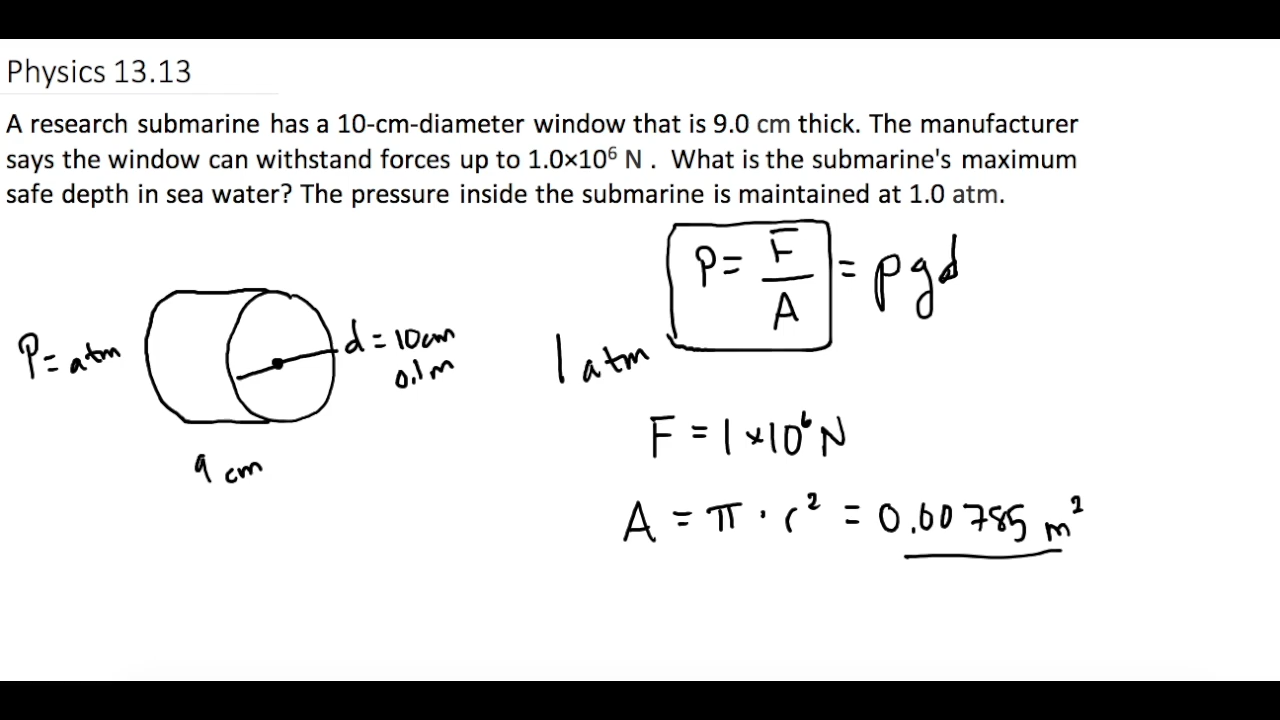 Physics 13.13
A research submarine has a 10-cm-diameter window that is 9.0 cm thick. The manufacturer
says the window can withstand forces up to 1.0×10⁶ N . What is the submarine's maximum
safe depth in sea water? The pressure inside the submarine is maintained at 1.0 atm.
P = F/A = ρgd
P = atm
d = 10cm
0.1m
1 atm
F = 1×10⁶ N
9 cm
A = π · r² = 0.00785 m²